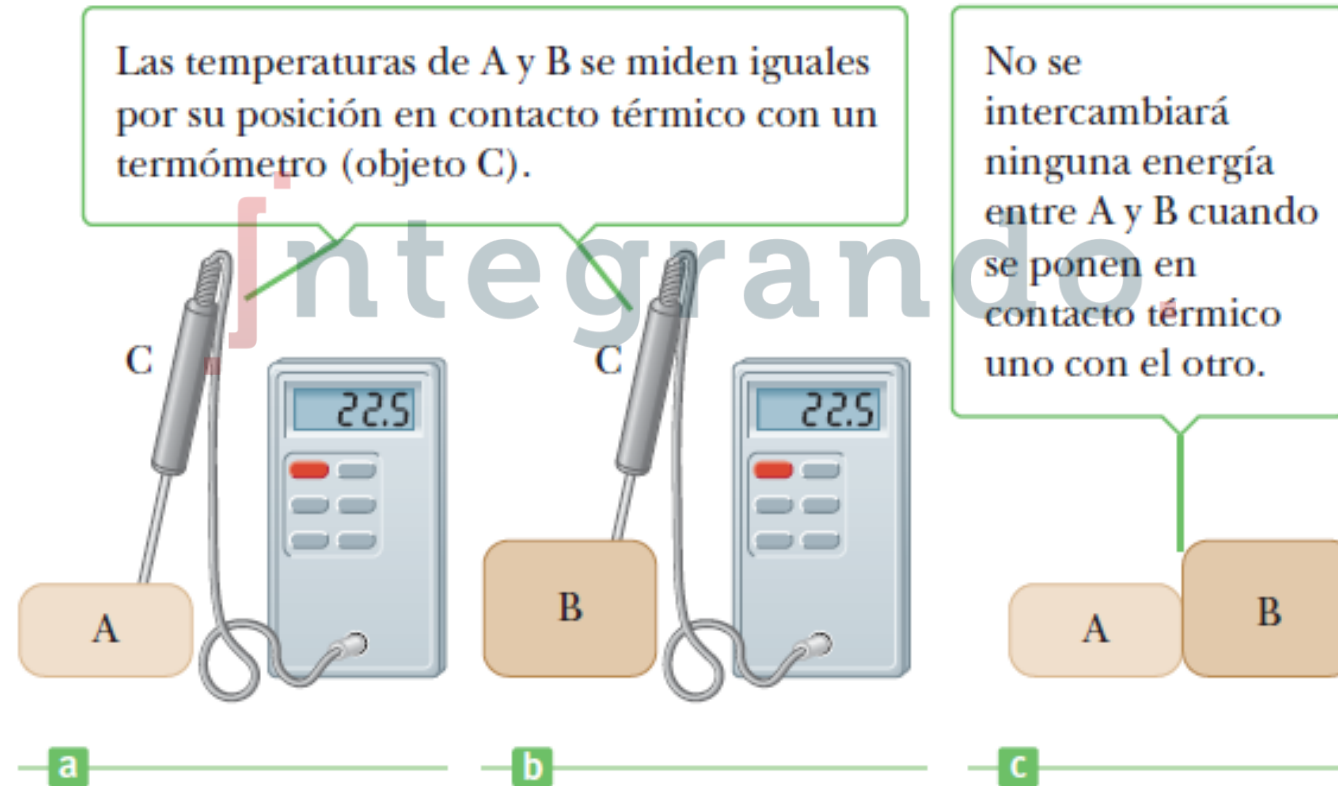 Las temperaturas de A y B se miden iguales
por su posición en contacto térmico con un
termómetro (objeto C).
No se
intercambiará
ninguna energía
entre A y B cuando
se ponen en
contacto térmico
uno con el otro.
∫ntegrando.
C
22.5
A
C
22.5
B
A
B
a
b
c